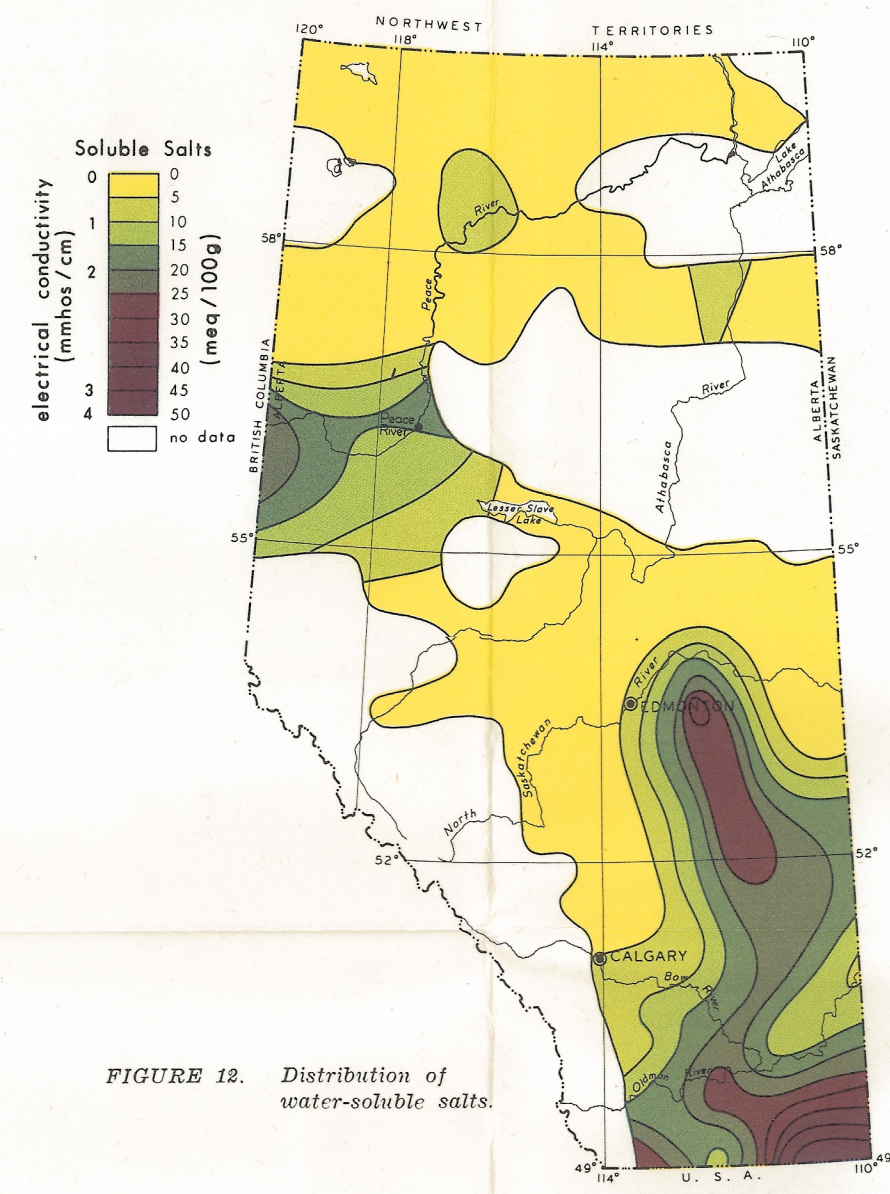 NORTHWEST TERRITORIES
120°
118°
114°
110°
Soluble Salts
electrical conductivity
(mmhos/cm)
0
1
2
3
4
0
5
10
15
20
25
30
35
40
45
50
(meq/100g)
no data
Lake
Athabasca
River
58°
58°
Peace
BRITISH COLUMBIA
ALBERTA
Peace
River
River
Athabasca
ALBERTA
SASKATCHEWAN
Lesser Slave
Lake
55°
55°
River
EDMONTON
Saskatchewan
North
52°
52°
CALGARY
Bow
River
Oldman River
FIGURE 12. Distribution of
water-soluble salts.
49°
114°
U. S. A.
110°
49